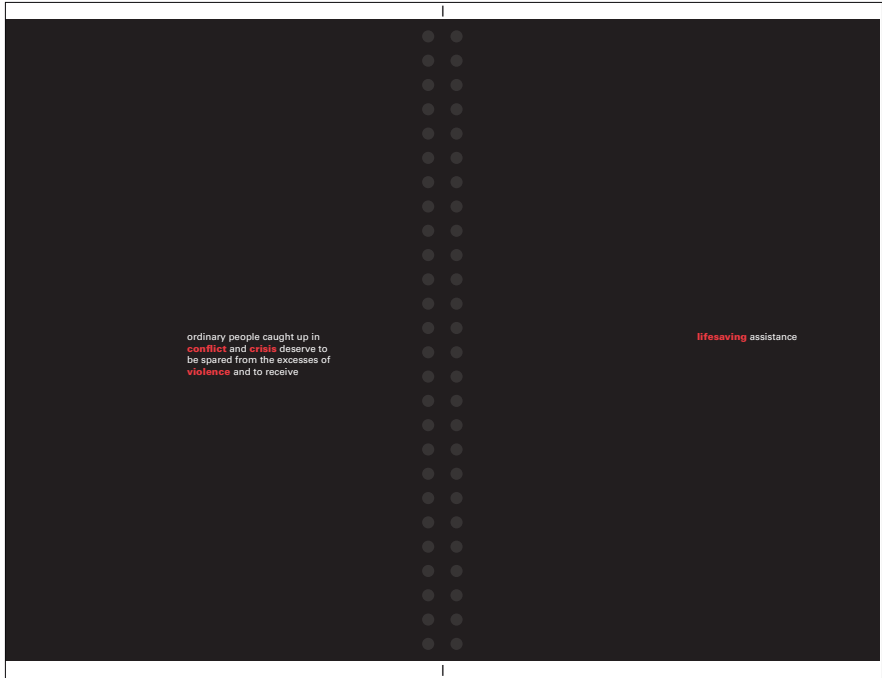 ordinary people caught up in
conflict and crisis deserve to
be spared from the excesses of
violence and to receive
lifesaving assistance